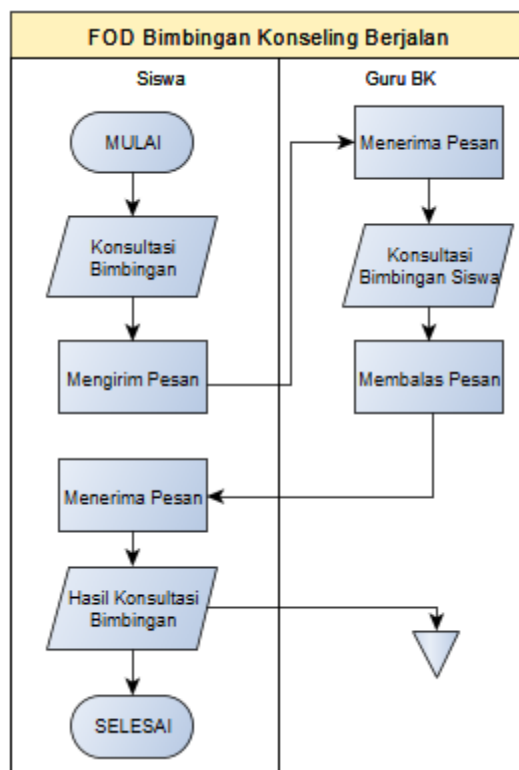 FOD Bimbingan Konseling Berjalan
Siswa
Guru BK
MULAI
Konsultasi
Bimbingan
Mengirim Pesan
Menerima Pesan
Konsultasi
Bimbingan Siswa
Membalas Pesan
Menerima Pesan
Hasil Konsultasi
Bimbingan
SELESAI